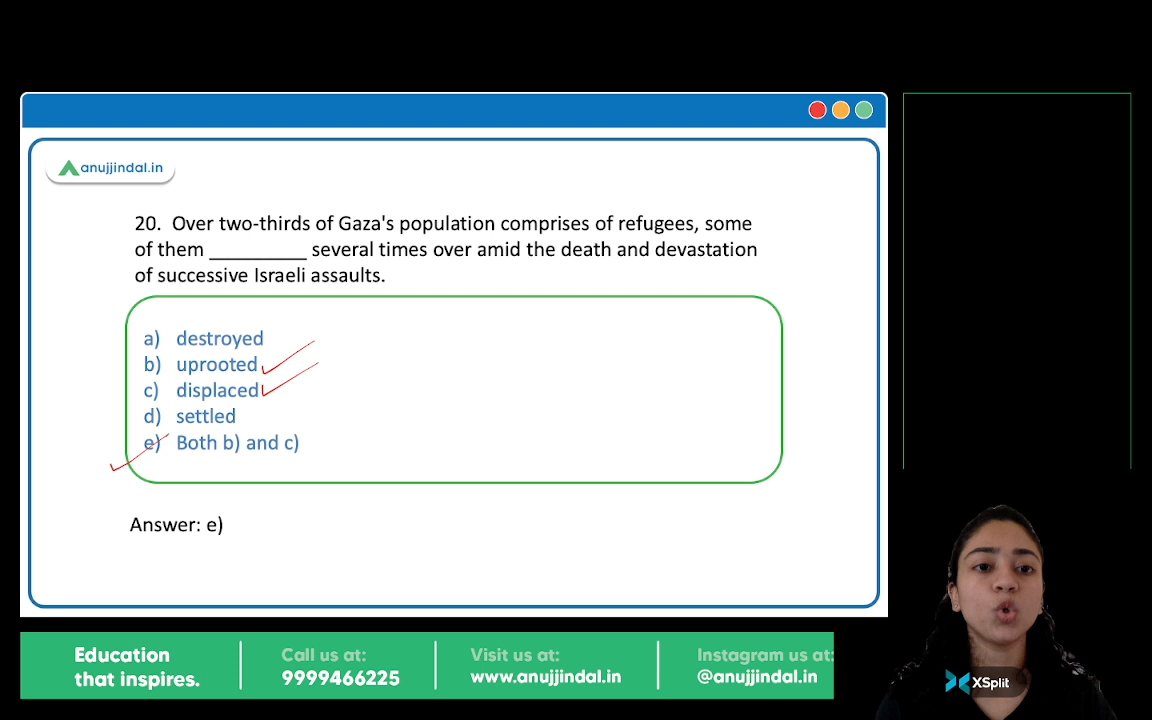 anujjindal.in
20. Over two-thirds of Gaza's population comprises of refugees, some
of them _________ several times over amid the death and devastation
of successive Israeli assaults.
a) destroyed
b) uprooted
c) displaced
d) settled
e) Both b) and c)
Answer: e)
Education
that inspires.
Call us at:
9999466225
Visit us at:
www.anujjindal.in
Instagram us at:
@anujjindal.in
XSplit